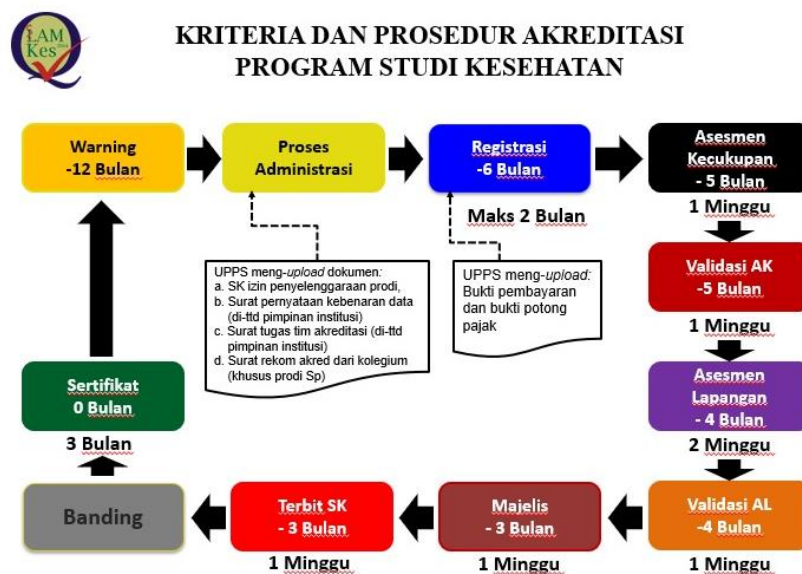 LAM
Kes
KRITERIA DAN PROSEDUR AKREDITASI
PROGRAM STUDI KESEHATAN
Warning
-12 Bulan
Proses
Administrasi
Registrasi
-6 Bulan
Maks 2 Bulan
Asesmen
Kecukupan
- 5 Bulan
1 Minggu
UPPS meng-upload dokumen:
a. SK izin penyelenggaraan prodi,
b. Surat pernyataan kebenaran data
(di-ttd pimpinan institusi)
c. Surat tugas tim akreditasi (di-ttd
pimpinan institusi)
d. Surat rekom akred dari kolegium
(khusus prodi Sp)
UPPS meng-upload:
Bukti pembayaran
dan bukti potong
pajak
Validasi AK
-5 Bulan
1 Minggu
Asesmen
Lapangan
- 4 Bulan
2 Minggu
Validasi AL
-4 Bulan
1 Minggu
Majelis
- 3 Bulan
1 Minggu
Terbit SK
- 3 Bulan
1 Minggu
Banding
3 Bulan
Sertifikat
0 Bulan